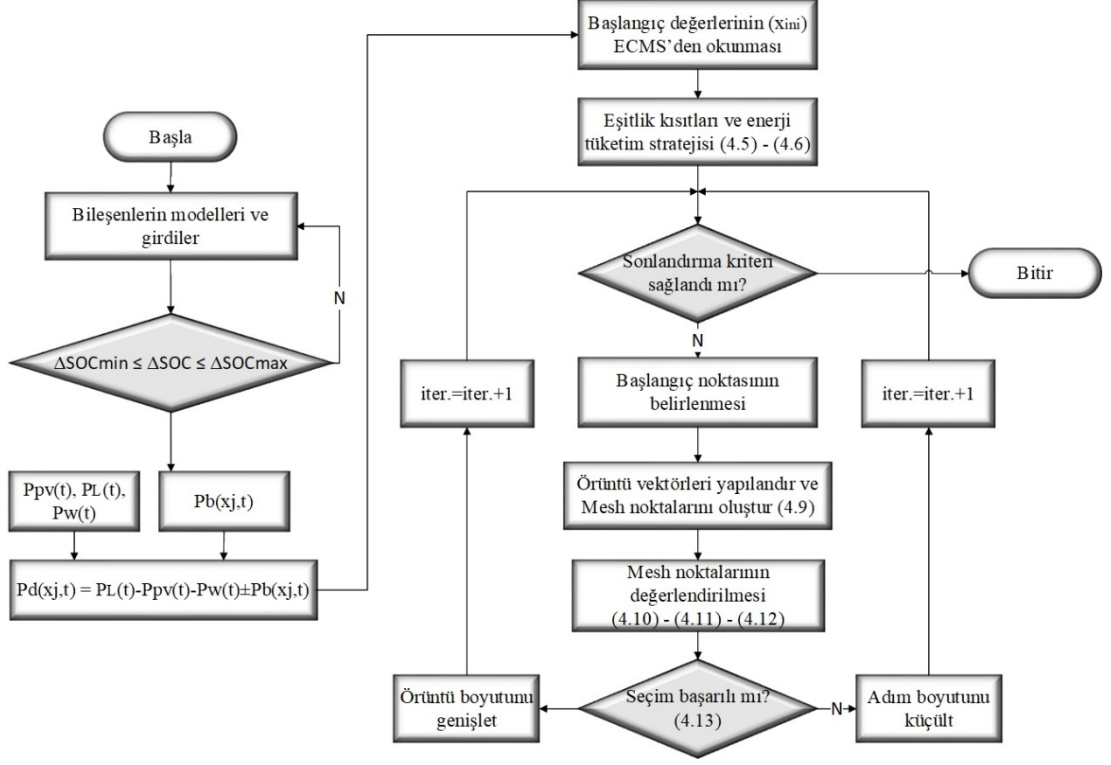 Başla
Bileşenlerin modelleri ve
girdiler
N
ΔSOCmin ≤ ΔSOC ≤ ΔSOCmax
Ppv(t), PL(t),
Pw(t)
Pb(xj,t)
Pd(xj,t) = PL(t)-Ppv(t)-Pw(t)±Pb(xj,t)
Başlangıç değerlerinin (xini)
ECMS'den okunması
Eşitlik kısıtları ve enerji
tüketim stratejisi (4.5) - (4.6)
Sonlandırma kriteri
sağlandı mı?
Bitir
N
iter.=iter.+1
Başlangıç noktasının
belirlenmesi
iter.=iter.+1
Örüntü vektörleri yapılandır ve
Mesh noktalarını oluştur (4.9)
Mesh noktalarının
değerlendirilmesi
(4.10) - (4.11) - (4.12)
Örüntü boyutunu
genişlet
Seçim başarılı mı?
(4.13)
N
Adım boyutunu
küçült